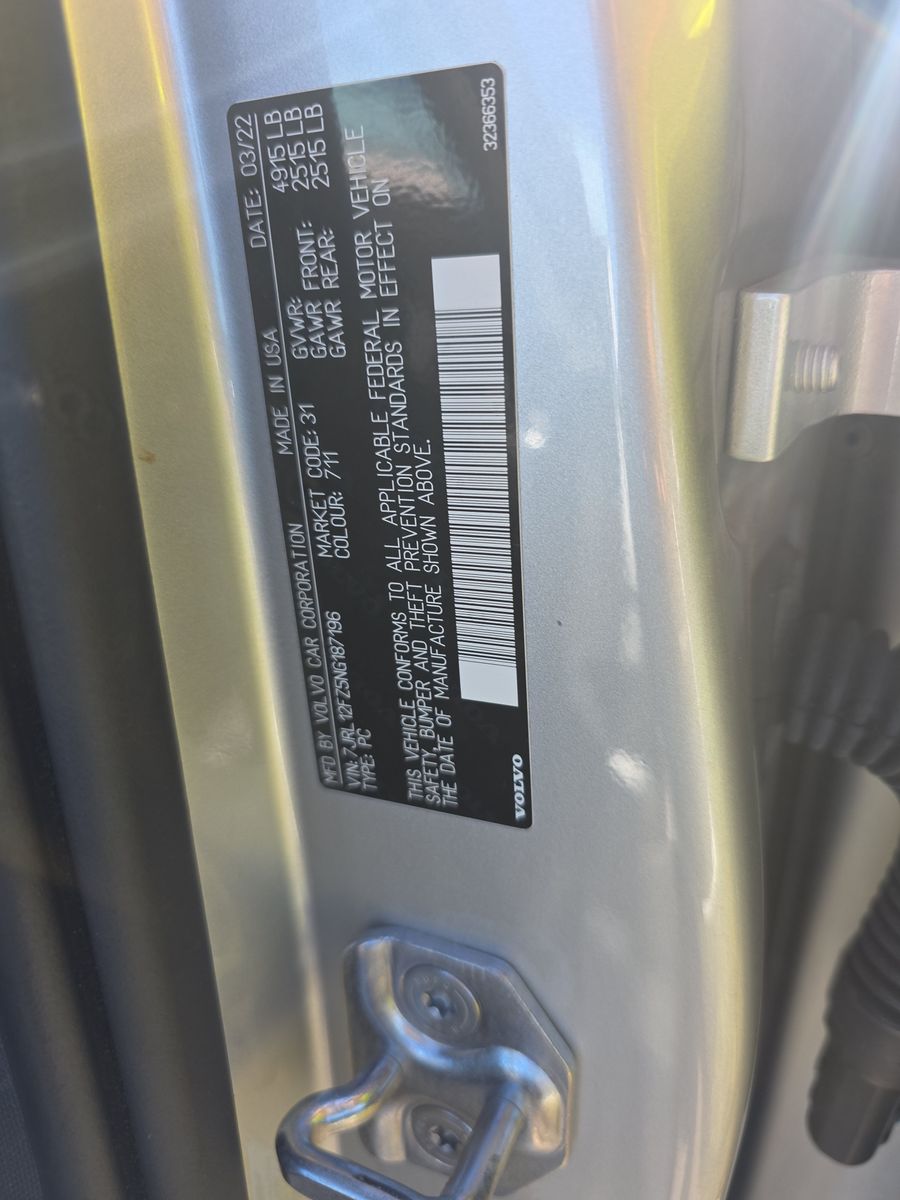 MFD BY VOLVO CAR CORPORATION MADE IN USA DATE: 03/22
VIN: 7JRL12FZ5NG187196 MARKET CODE: 31 GVWR: 4915 LB
TYPE: PC COLOUR: 711 GAWR FRONT: 2515 LB
GAWR REAR: 2515 LB
THIS VEHICLE CONFORMS TO ALL APPLICABLE FEDERAL MOTOR VEHICLE
SAFETY, BUMPER AND THEFT PREVENTION STANDARDS IN EFFECT ON
THE DATE OF MANUFACTURE SHOWN ABOVE.
VOLVO 32366353